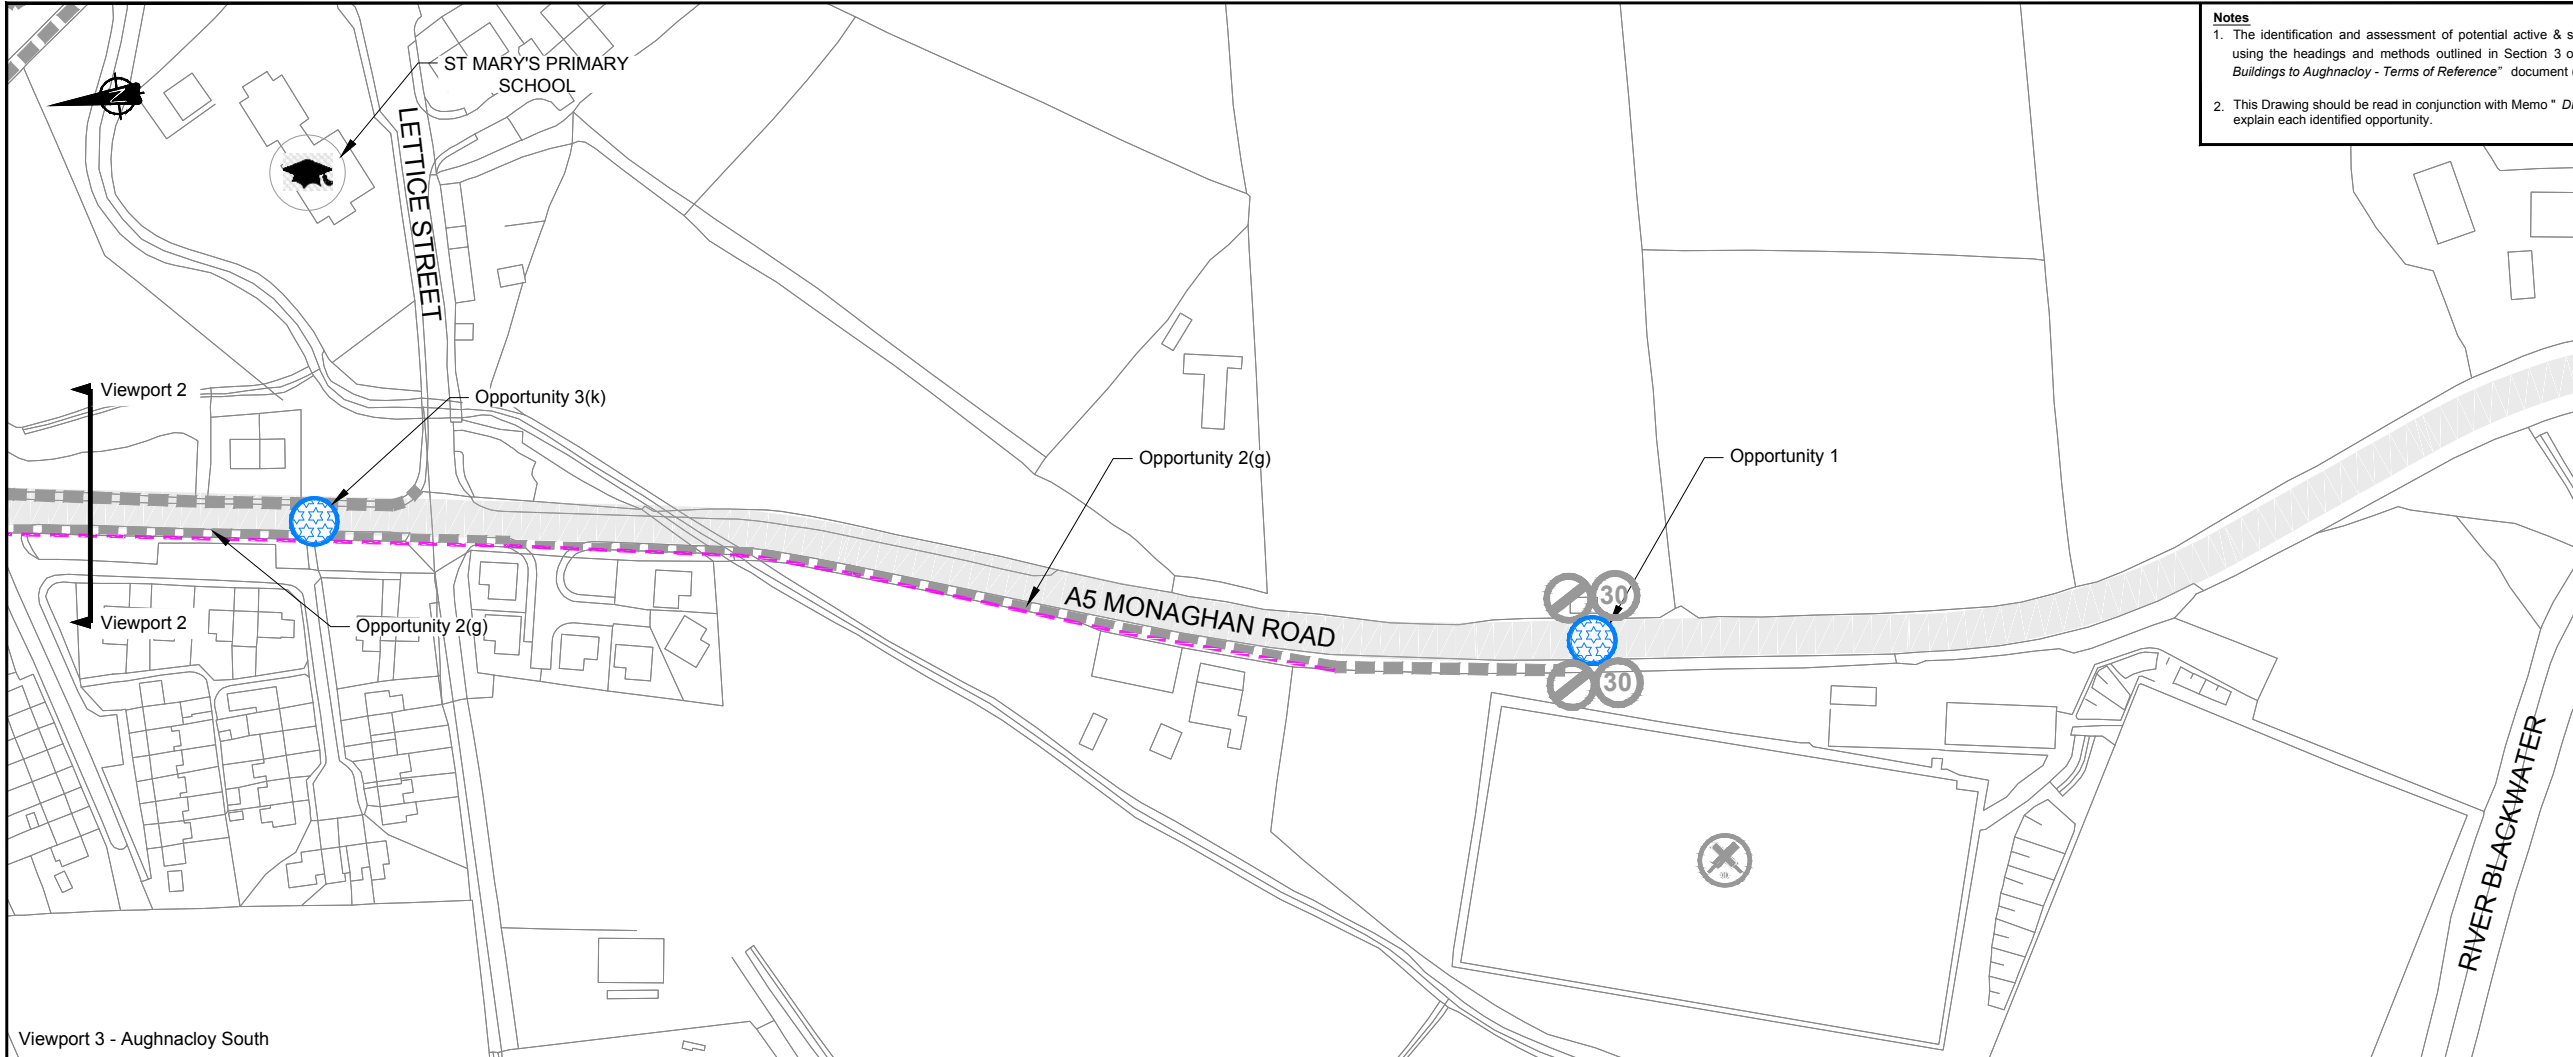 Notes
1. The identification and assessment of potential active & s
using the headings and methods outlined in Section 3 o
Buildings to Aughnacloy - Terms of Reference" document
2. This Drawing should be read in conjunction with Memo "
explain each identified opportunity.
ST MARY'S PRIMARY
SCHOOL
N
LETTICE STREET
Viewport 2
Opportunity 3(k)
Opportunity 2(g)
Opportunity 1
30
A5 MONAGHAN ROAD
Viewport 2
Opportunity 2(g)
30
RIVER BLACKWATER
Viewport 3 - Aughnacloy South